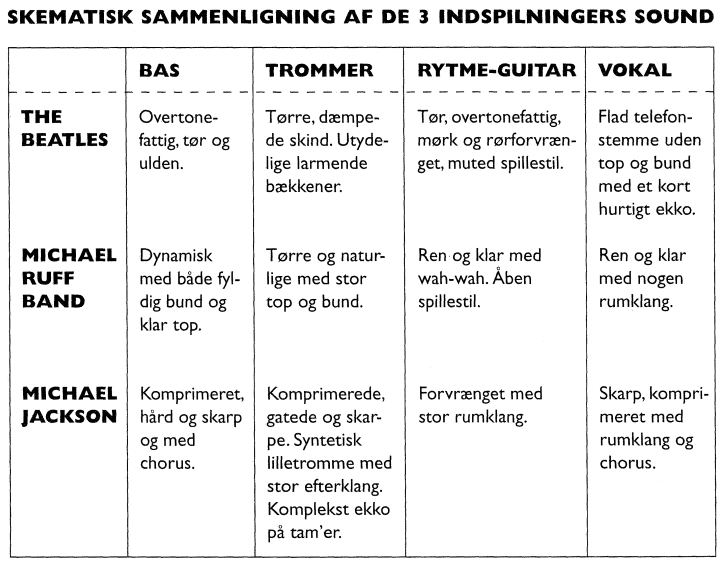 SKEMATISK SAMMENLIGNING AF DE 3 INDSPILNINGERS SOUND
BAS
TROMMER
RYTME-GUITAR
VOKAL
THE
BEATLES
Overtone-
fattig, tør og
ulden.
Tørre, dæmpe-
de skind. Utyde-
lige larmende
bækkener.
Tør, overtonefattig,
mørk og rørforvræn-
get, muted spillestil.
Flad telefon-
stemme uden
top og bund
med et kort
hurtigt ekko.
MICHAEL
RUFF
BAND
Dynamisk
med både fyl-
dig bund og
klar top.
Tørre og natur-
lige med stor
top og bund.
Ren og klar med
wah-wah. Åben
spillestil.
Ren og klar
med nogen
rumklang.
MICHAEL
JACKSON
Komprimeret,
hård og skarp
og med
chorus.
Komprimerede,
gatede og skar-
pe. Syntetisk
lilletromme med
stor efterklang.
Komplekst ekko
på tam'er.
Forvrænget med
stor rumklang.
Skarp, kompri-
meret med
rumklang og
chorus.